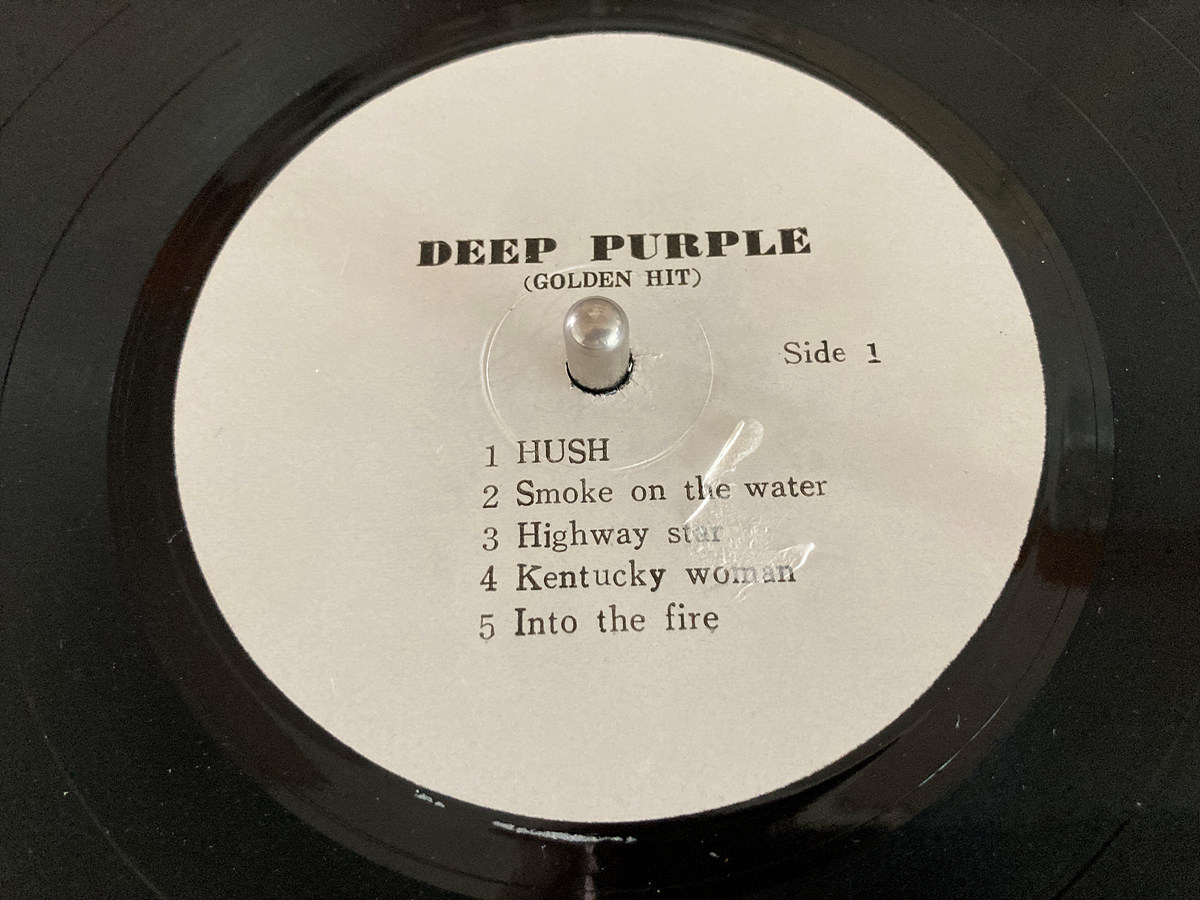 DEEP PURPLE
(GOLDEN HIT)
Side 1
1 HUSH
2 Smoke on the water
3 Highway star
4 Kentucky woman
5 Into the fire